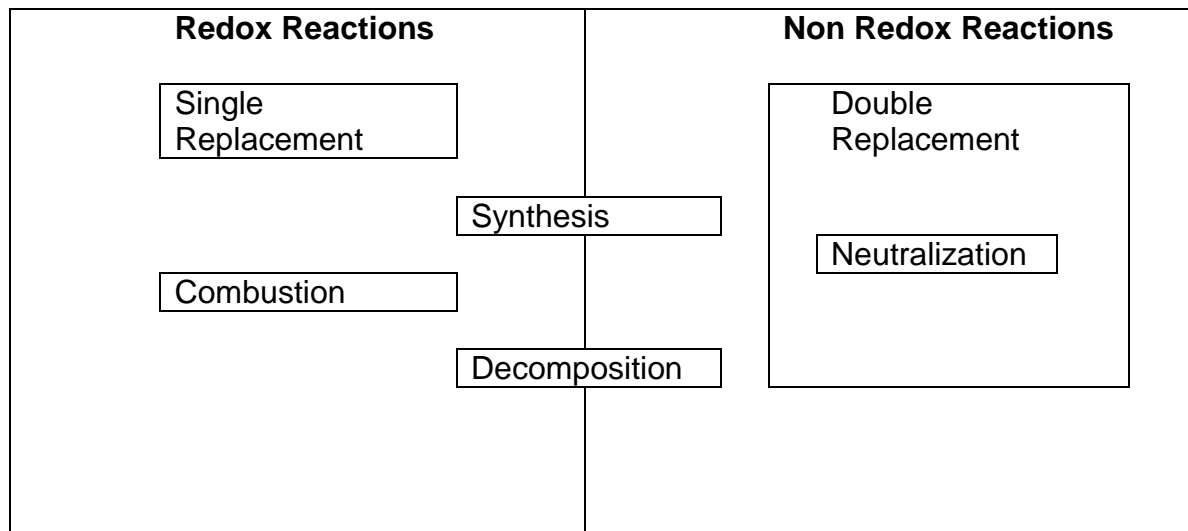 Redox Reactions
Non Redox Reactions
Single
Replacement
Double
Replacement
Synthesis
Neutralization
Combustion
Decomposition